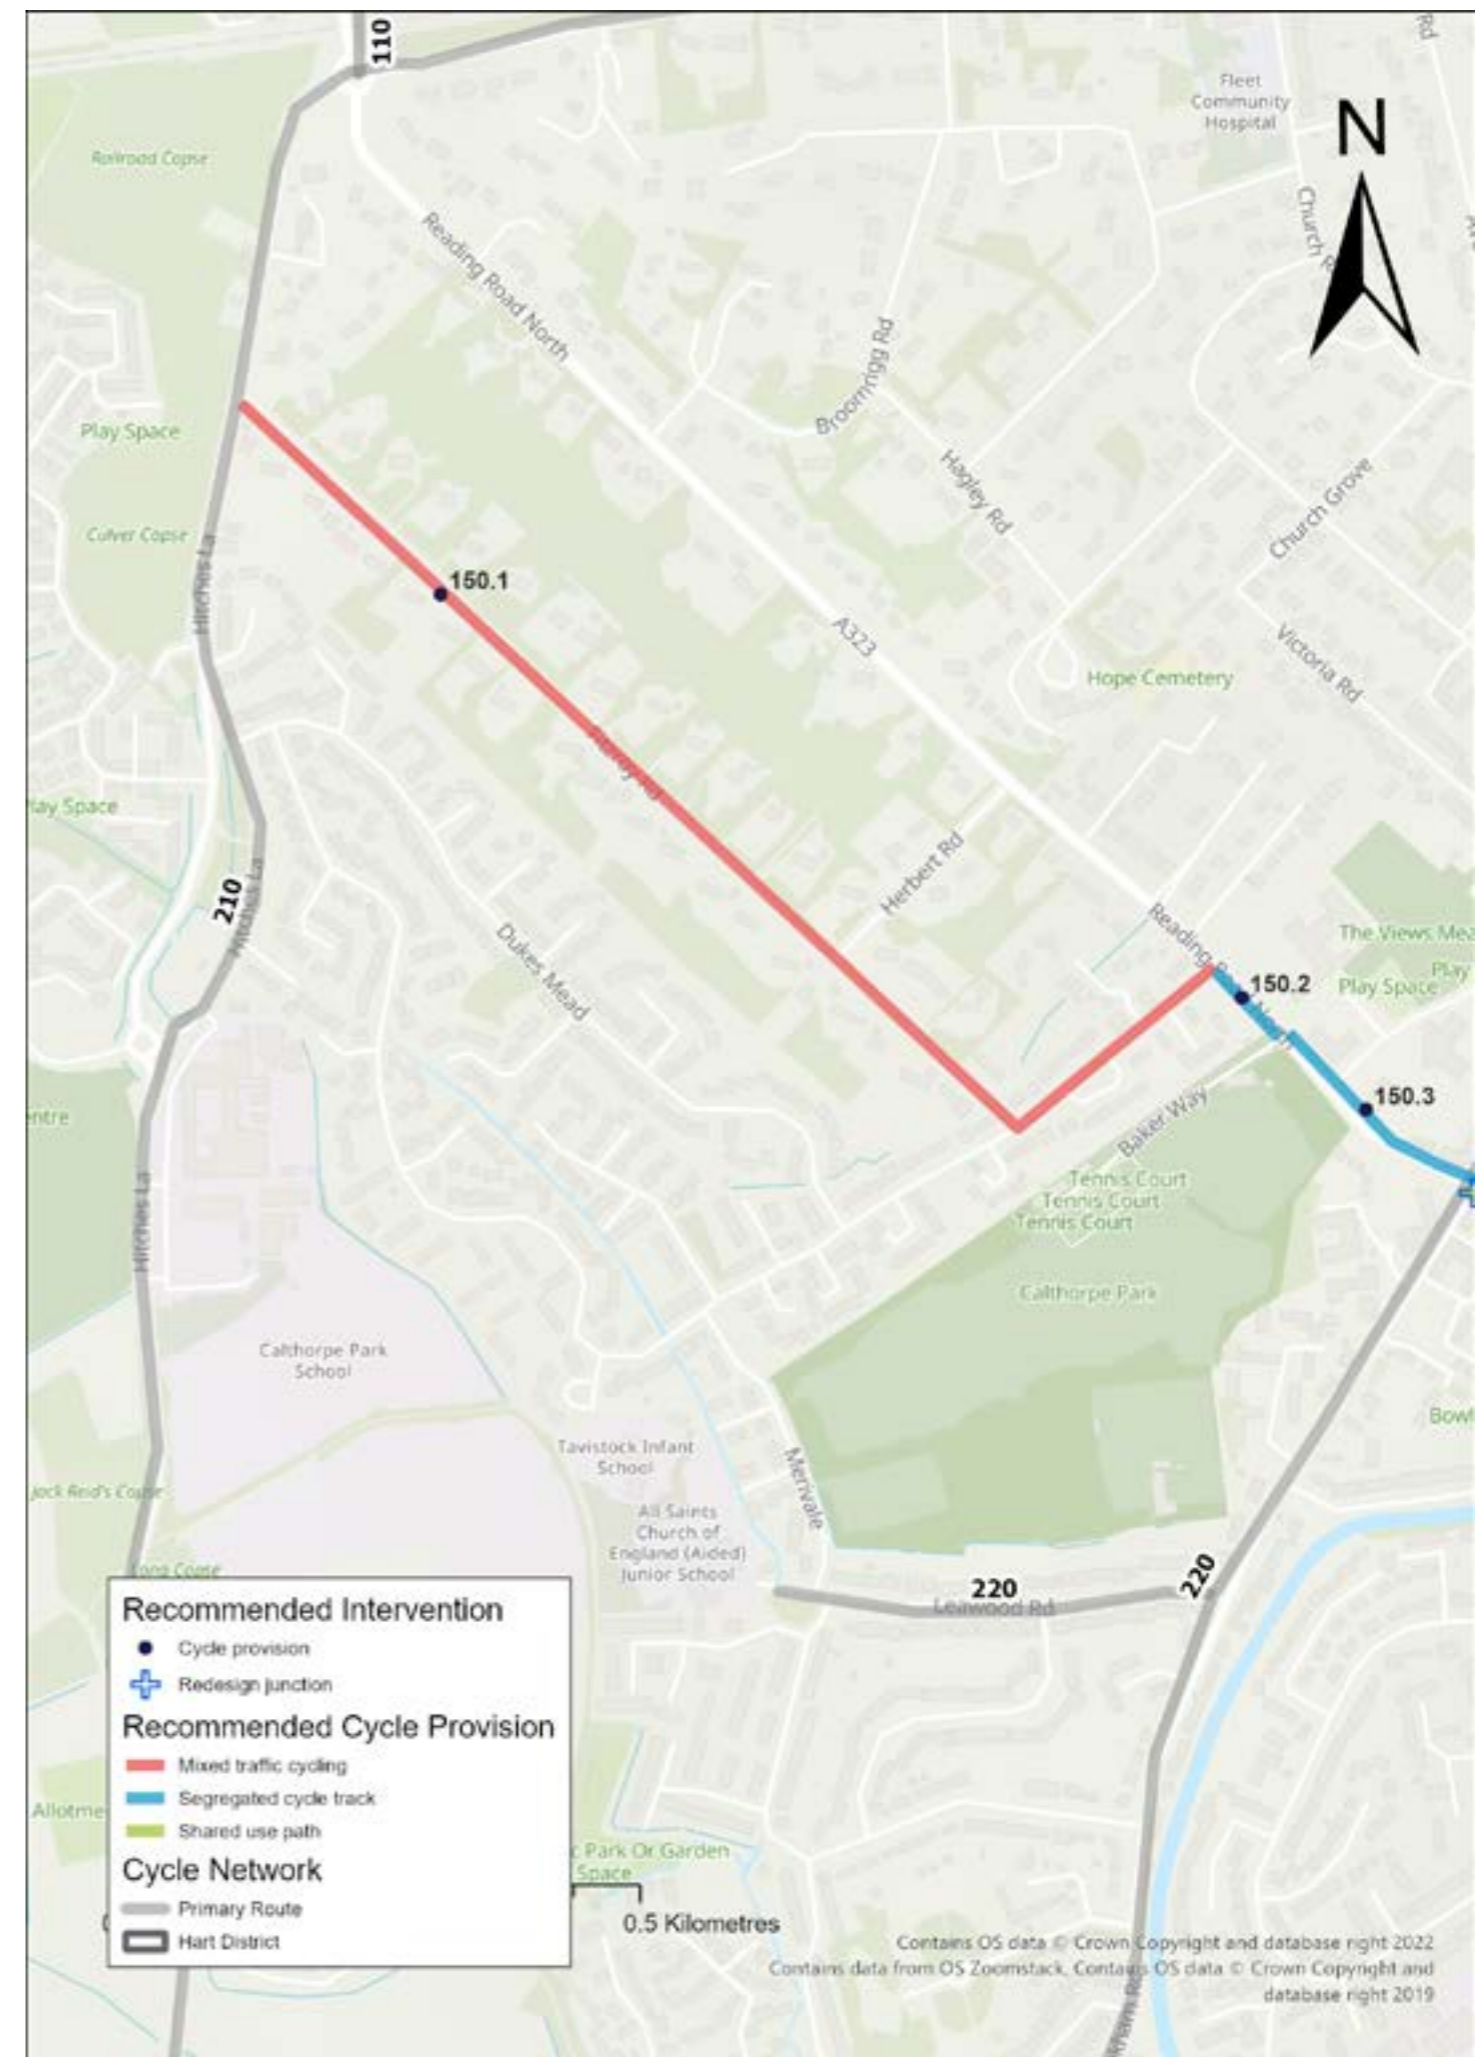 110
Rd
Fleet
Community
Hospital
N
Railroad Copse
Church R
Reading Road North
Broomrigg Rd
Play Space
Hagley Rd
Church Grove
Culver Copse
Hitches La
150.1
A323
Victoria Rd
Hope Cemetery
lay Space
Herbert Rd
210
Hitches La
Dukes Mead
Reading R
North
150.2
The Views Mea
Play
Play Space
150.3
entre
Baker Way
Tennis Court
Tennis Court
Tennis Court
Hitches La
Calthorpe Park
Calthorpe Park
School
Bowl
Tavistock Infant
School
Merivale
Jack Reid's Copse
All Saints
Church of
England (Aided)
Junior School
Long Copse
220
220
Leawood Rd
Recommended Intervention
Cycle provision
Redesign junction
Recommended Cycle Provision
Mixed traffic cycling
Segregated cycle track
Shared use path
Allotme
c Park Or Garden
Space
Cycle Network
Primary Route
Hart District
0.5 Kilometres
Contains OS data © Crown Copyright and database right 2022
Contains data from OS Zoomstack, Contains OS data © Crown Copyright and
database right 2019
kham Rd